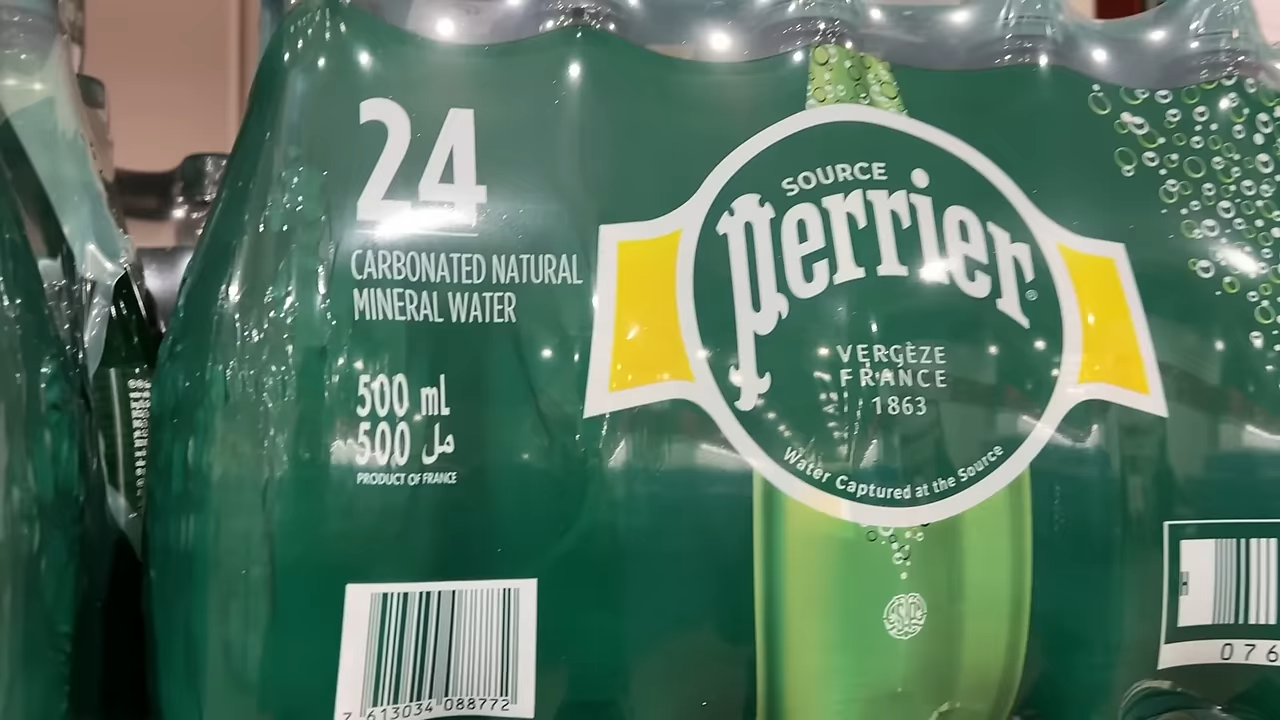 24
CARBONATED NATURAL
MINERAL WATER
500 mL
500 مل
PRODUCT OF FRANCE
SOURCE
perrier®
VERGÈZE
FRANCE
1863
Water Captured at the Source
7 613034 088772
076